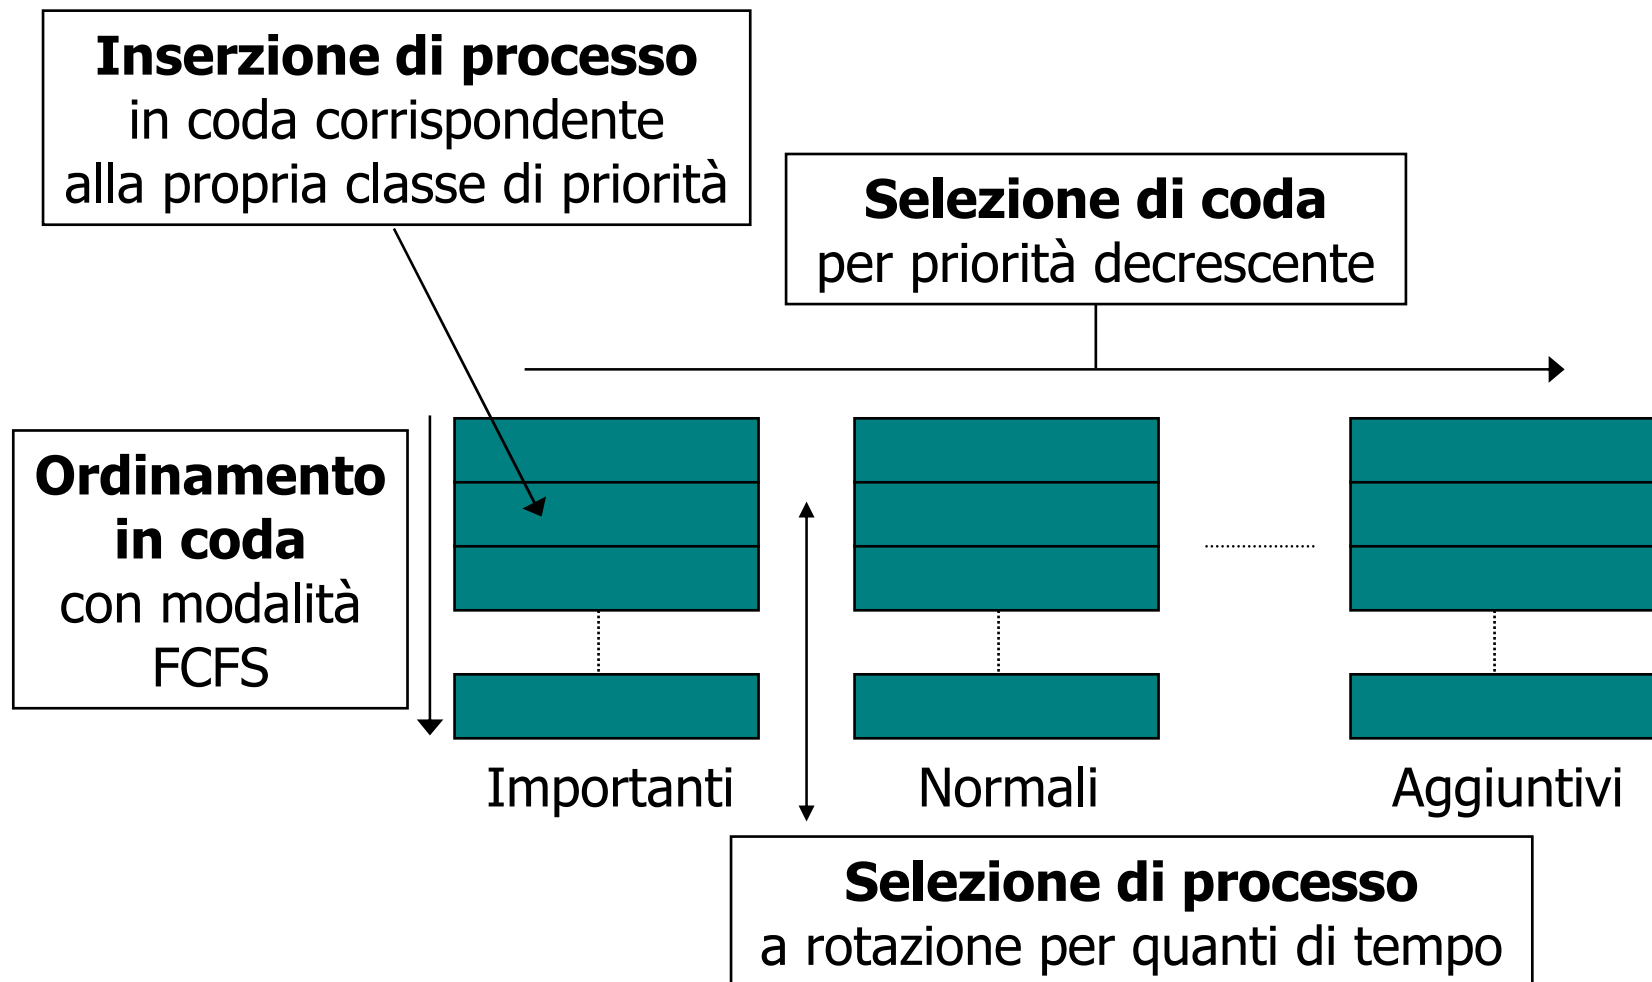 Inserzione di processo
in coda corrispondente
alla propria classe di priorità
Selezione di coda
per priorità decrescente
Ordinamento
in coda
con modalità
FCFS
Importanti
Normali
Aggiuntivi
Selezione di processo
a rotazione per quanti di tempo